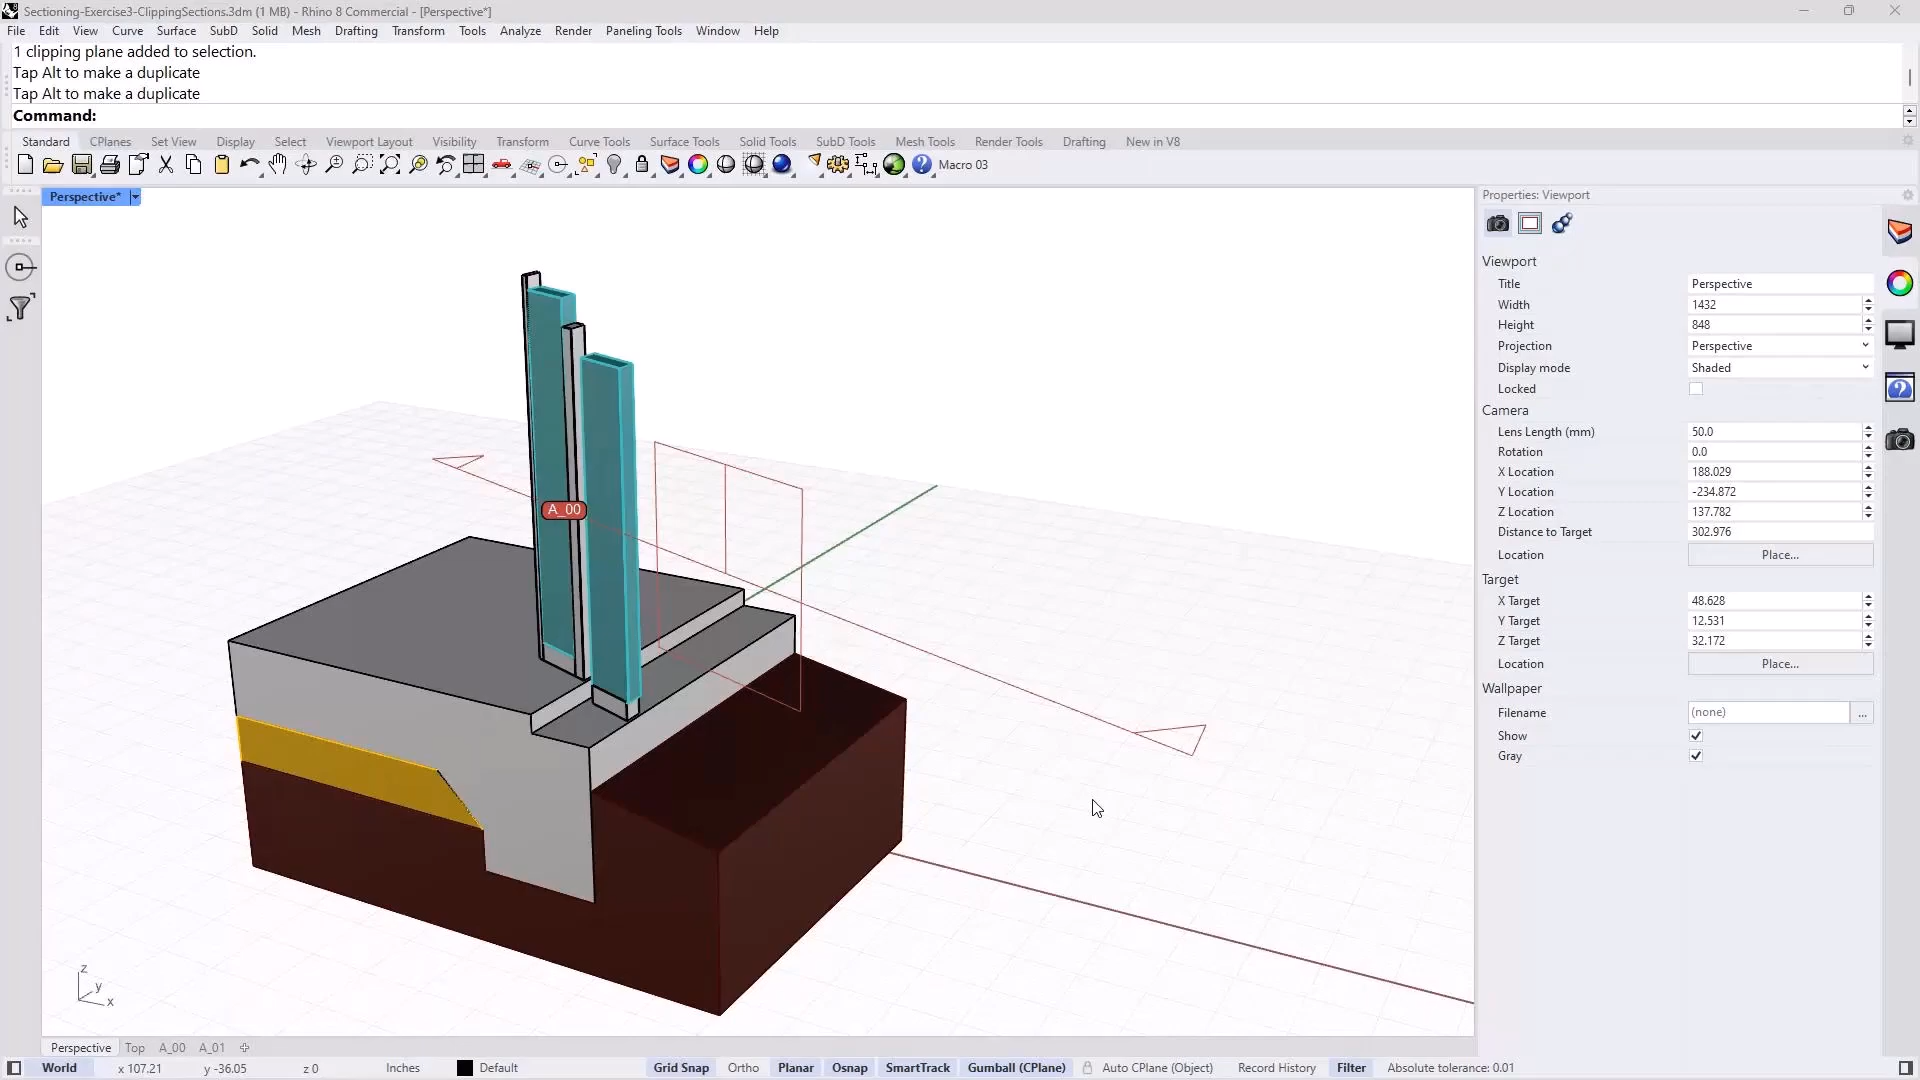 Sectioning-Exercise3-ClippingSections.3dm (1 MB) - Rhino 8 Commercial - [Perspective*]
File Edit View Curve Surface SubD Solid Mesh Drafting Transform Tools Analyze Render Paneling Tools Window Help
1 clipping plane added to selection.
Tap Alt to make a duplicate
Tap Alt to make a duplicate
Command:
Standard CPlanes Set View Display Select Viewport Layout Visibility Transform Curve Tools Surface Tools Solid Tools SubD Tools Mesh Tools Render Tools Drafting New in V8
Macro 03
Perspective*
A_00
z
y
x
Properties: Viewport
Viewport
Title Perspective
Width 1432
Height 848
Projection Perspective
Display mode Shaded
Locked
Camera
Lens Length (mm) 50.0
Rotation 0.0
X Location 188.029
Y Location -234.872
Z Location 137.782
Distance to Target 302.976
Location Place...
Target
X Target 48.628
Y Target 12.531
Z Target 32.172
Location Place...
Wallpaper
Filename (none) ...
Show
Gray
Perspective Top A_00 A_01
World x 107.21 y -36.05 z 0 Inches Default Grid Snap Ortho Planar Osnap SmartTrack Gumball (CPlane) Auto CPlane (Object) Record History Filter Absolute tolerance: 0.01